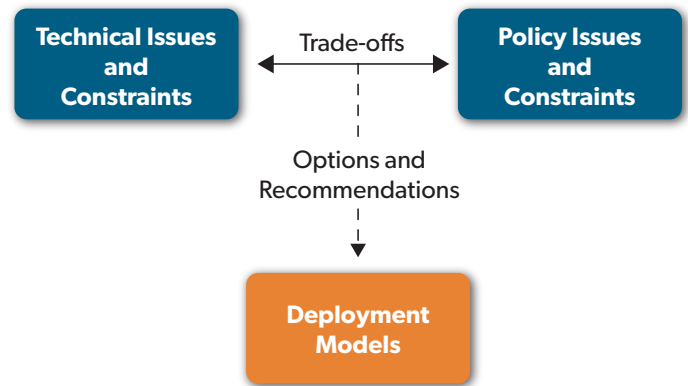 Technical Issues
and
Constraints
Trade-offs
Policy Issues
and
Constraints
Options and
Recommendations
Deployment
Models